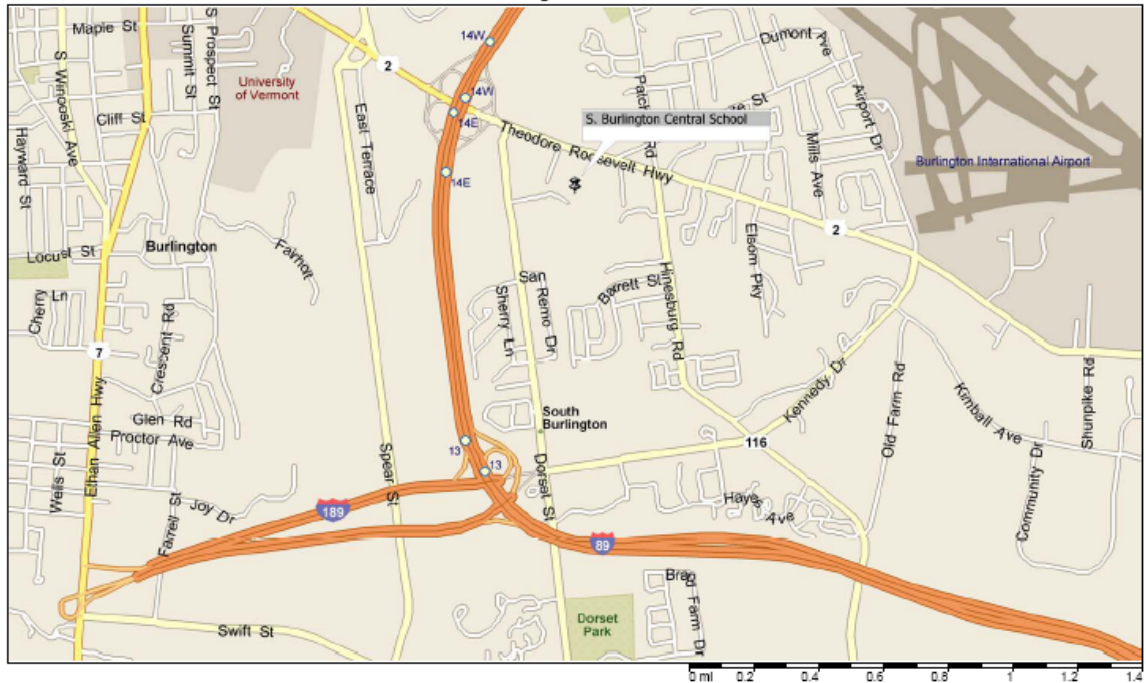 Maple St
S Winooski Ave
Summit St
S Prospect St
University
of Vermont
Cliff St
Hayward St
2
14W
14W
14E
14E
East Terrace
Theodore Roosevelt Hwy
S. Burlington Central School
Rd
Dumont Ave
Airport Dr
Mills Ave
Burlington International Airport
2
Locust St
Burlington
Fairholt
Cherry Ln
Crescent Rd
7
San Remo Dr
Sherry Ln
Barrett St
Hinesburg Rd
Elsom Pky
Kennedy Dr
Old Farm Rd
Kimball Ave
Shunpike Rd
Glen Rd
Proctor Ave
Ethan Allen Hwy
Wells St
South
Burlington
116
13
13
Spear St
Dorset St
Community Dr
Hayes Ave
Farrell St
Joy Dr
189
89
Brand Farm Dr
Dorset
Park
Swift St
0 mi 0.2 0.4 0.6 0.8 1 1.2 1.4